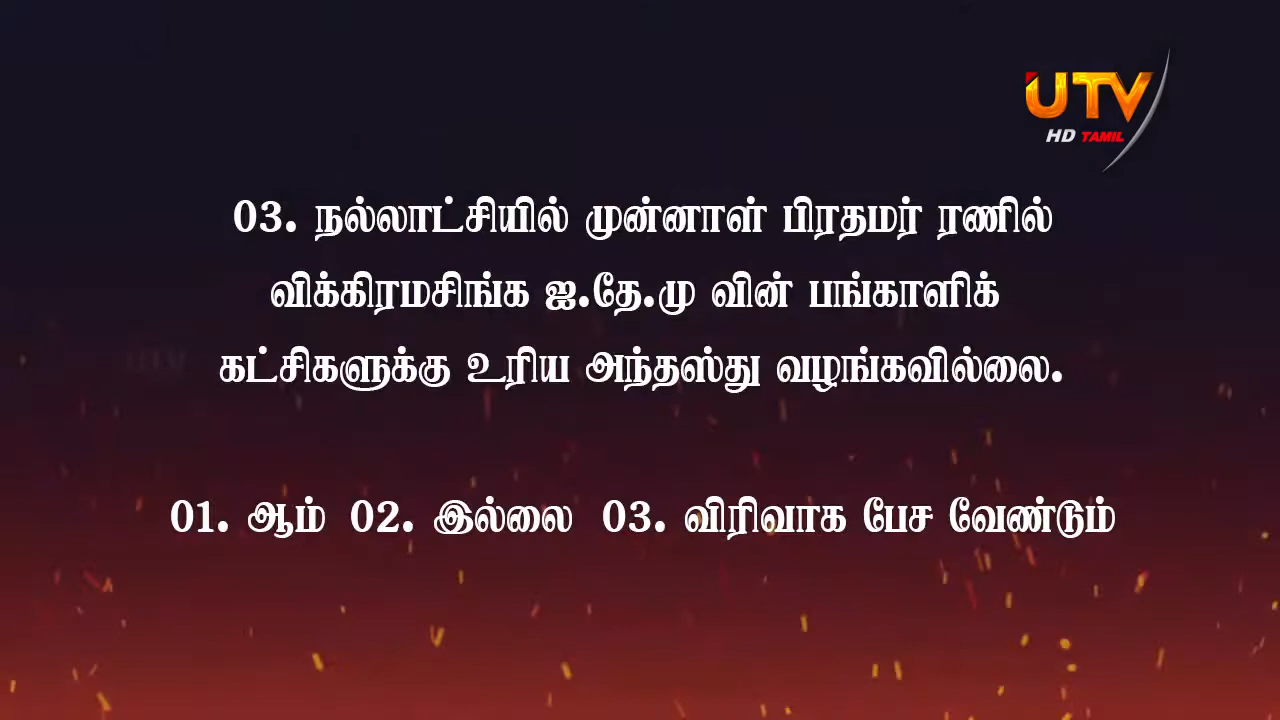 UTV
HD TAMIL
03. நல்லாட்சியில் முன்னாள் பிரதமர் ரணில்
விக்கிரமசிங்க ஐ.தே.மு வின் பங்காளிக்
கட்சிகளுக்கு உரிய அந்தஸ்து வழங்கவில்லை.
01. ஆம் 02. இல்லை 03. விரிவாக பேச வேண்டும்